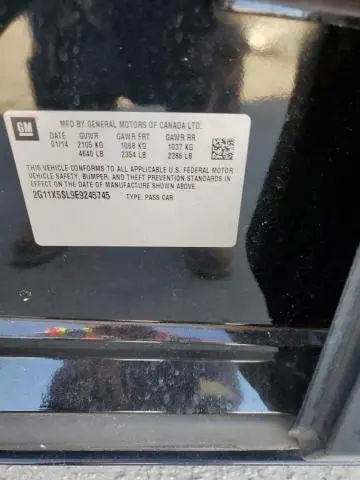 GM
MFD BY GENERAL MOTORS OF CANADA LTD.
DATE GVWR GAWR FRT GAWR RR
01/14 2105 KG 1068 KG 1037 KG
4640 LB 2354 LB 2286 LB
THIS VEHICLE CONFORMS TO ALL APPLICABLE U.S. FEDERAL MOTOR
VEHICLE SAFETY, BUMPER, AND THEFT PREVENTION STANDARDS IN
EFFECT ON THE DATE OF MANUFACTURE SHOWN ABOVE.
2G11X5SL9E9245745 TYPE: PASS CAR